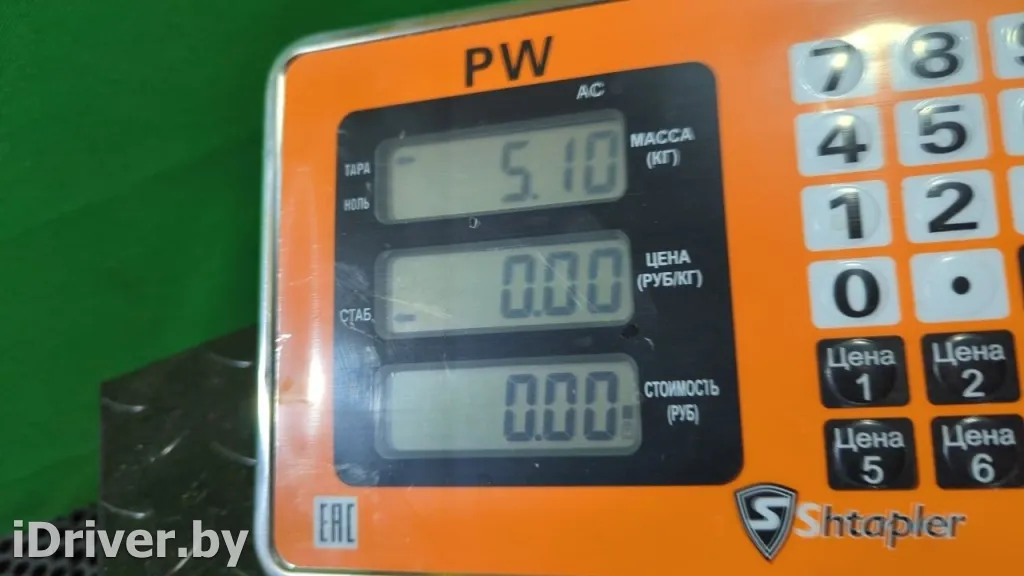 PW
AC
ТАРА
НОЛЬ
5.10
МАССА
(КГ)
СТАБ
0.00
ЦЕНА
(РУБ/КГ)
0.00
СТОИМОСТЬ
(РУБ)
7 8
4 5
1 2
0 .
Цена 1
Цена 2
Цена 5
Цена 6
EAC
Shtapler
iDriver.by